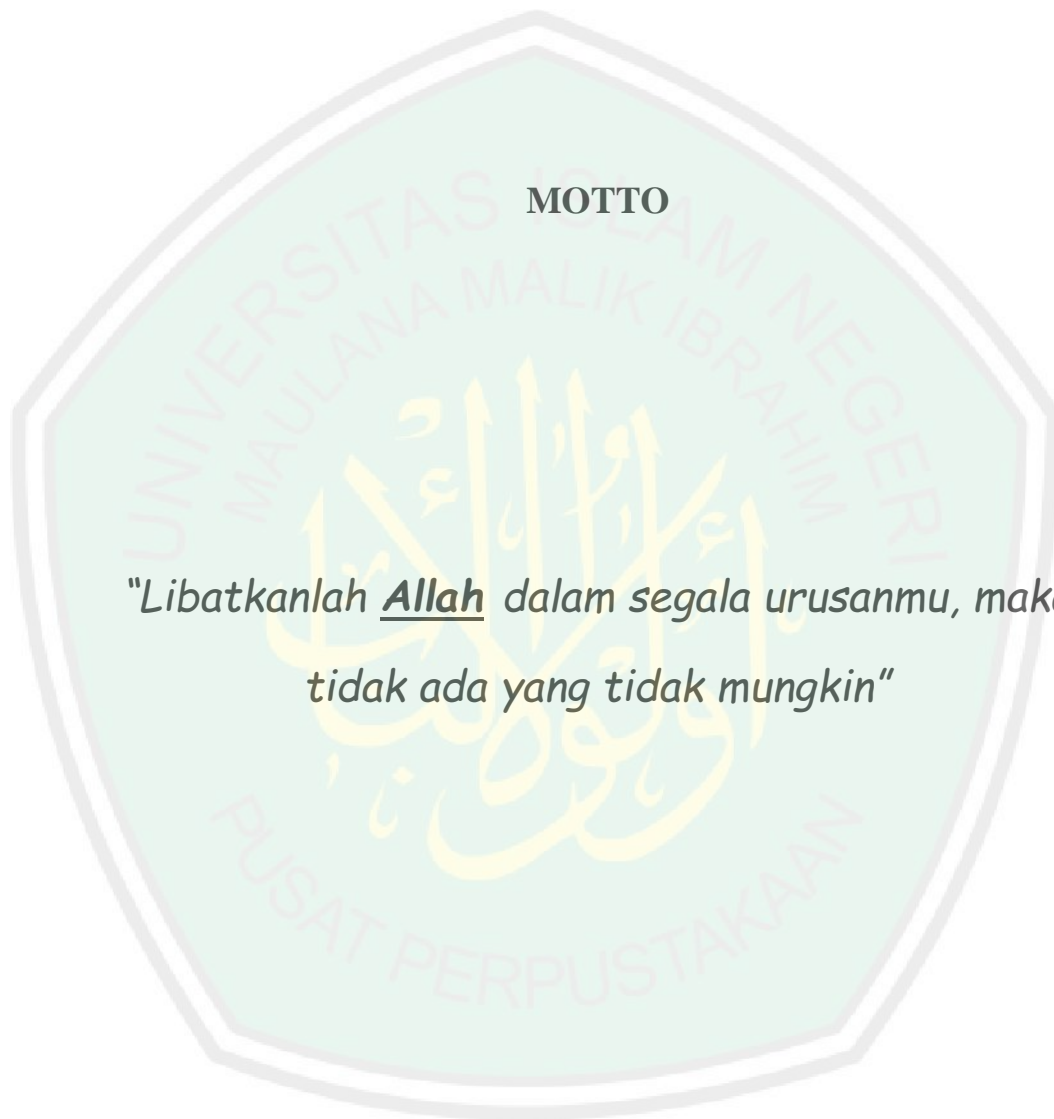 MOTTO
UNIVERSITAS ISLAM NEGERI
MAULANA MALIK IBRAHIM
“Libatkanlah Allah dalam segala urusanmu, mak
tidak ada yang tidak mungkin”
PUSAT PERPUSTAKAAN